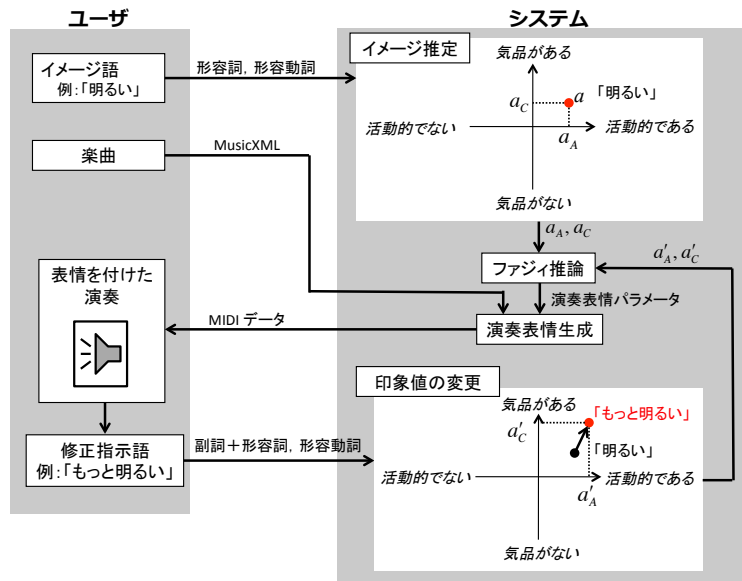 ユーザ
システム
イメージ語
例：「明るい」
形容詞，形容動詞
イメージ推定
気品がある
a_C
a
「明るい」
活動的でない
活動的である
a_A
気品がない
楽曲
MusicXML
a_A, a_C
ファジィ推論
a′_A, a′_C
演奏表情パラメータ
演奏表情生成
MIDI データ
表情を付けた
演奏
修正指示語
例：「もっと明るい」
副詞＋形容詞，形容動詞
印象値の変更
気品がある
「もっと明るい」
a′_C
「明るい」
活動的でない
活動的である
a′_A
気品がない